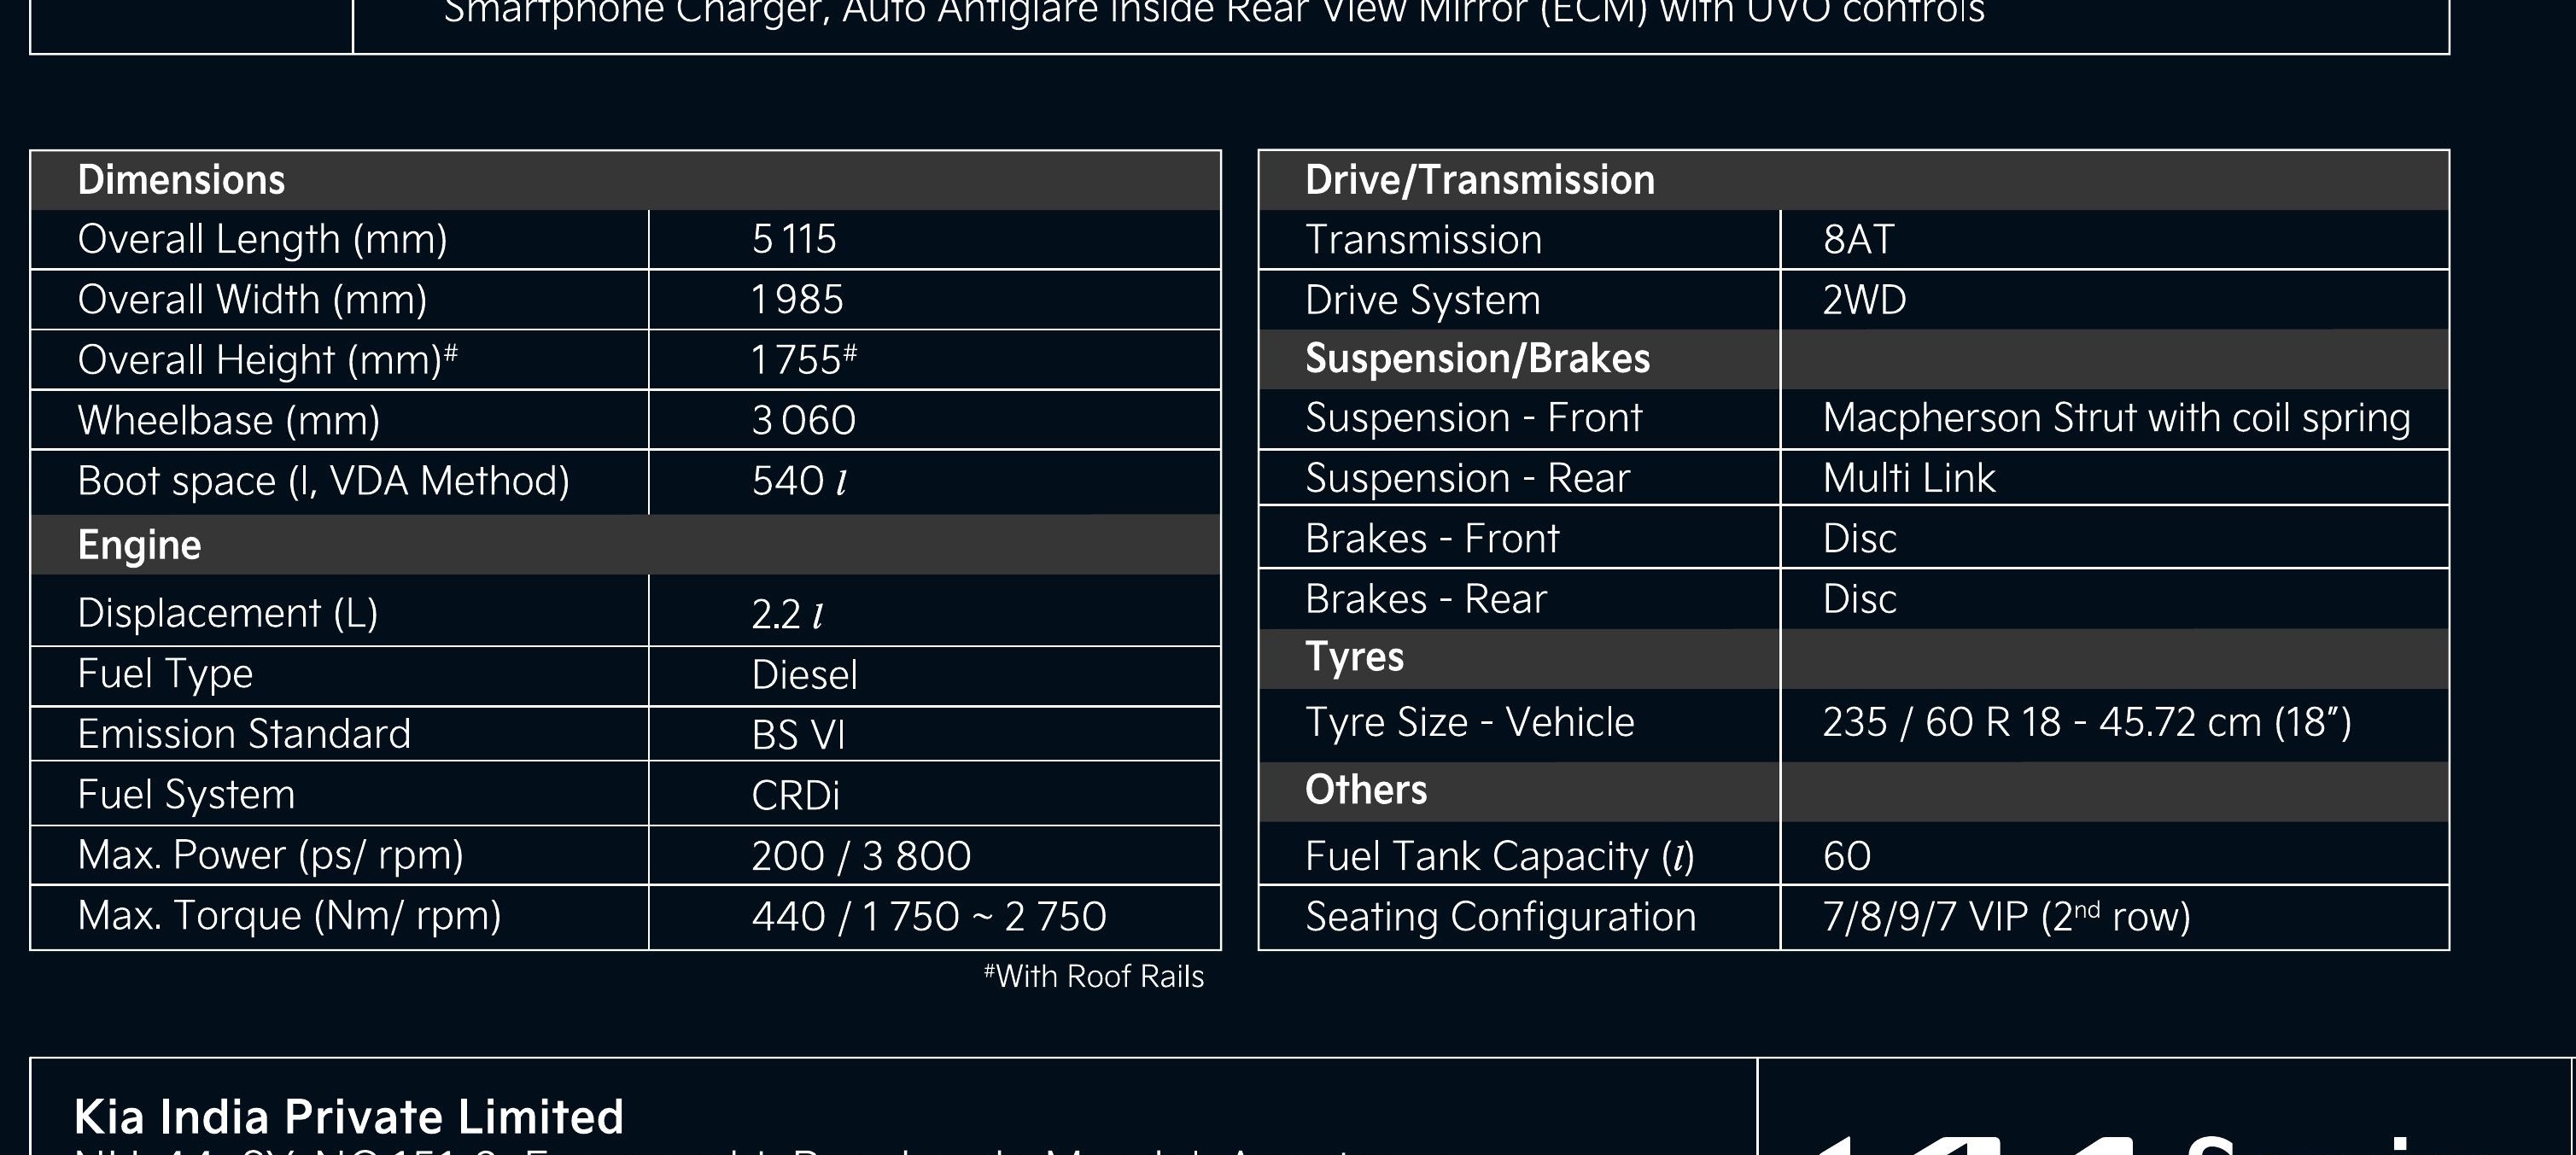 Smartphone Charger, Auto Antiglare Inside Rear View Mirror (ECM) with UVO controls
Dimensions
Overall Length (mm) 5 115
Overall Width (mm) 1 985
Overall Height (mm)# 1 755#
Wheelbase (mm) 3 060
Boot space (l, VDA Method) 540 l
Engine
Displacement (L) 2.2 l
Fuel Type Diesel
Emission Standard BS VI
Fuel System CRDi
Max. Power (ps/ rpm) 200 / 3 800
Max. Torque (Nm/ rpm) 440 / 1 750 ~ 2 750
#With Roof Rails
Drive/Transmission
Transmission 8AT
Drive System 2WD
Suspension/Brakes
Suspension - Front Macpherson Strut with coil spring
Suspension - Rear Multi Link
Brakes - Front Disc
Brakes - Rear Disc
Tyres
Tyre Size - Vehicle 235 / 60 R 18 - 45.72 cm (18″)
Others
Fuel Tank Capacity (l) 60
Seating Configuration 7/8/9/7 VIP (2nd row)
Kia India Private Limited